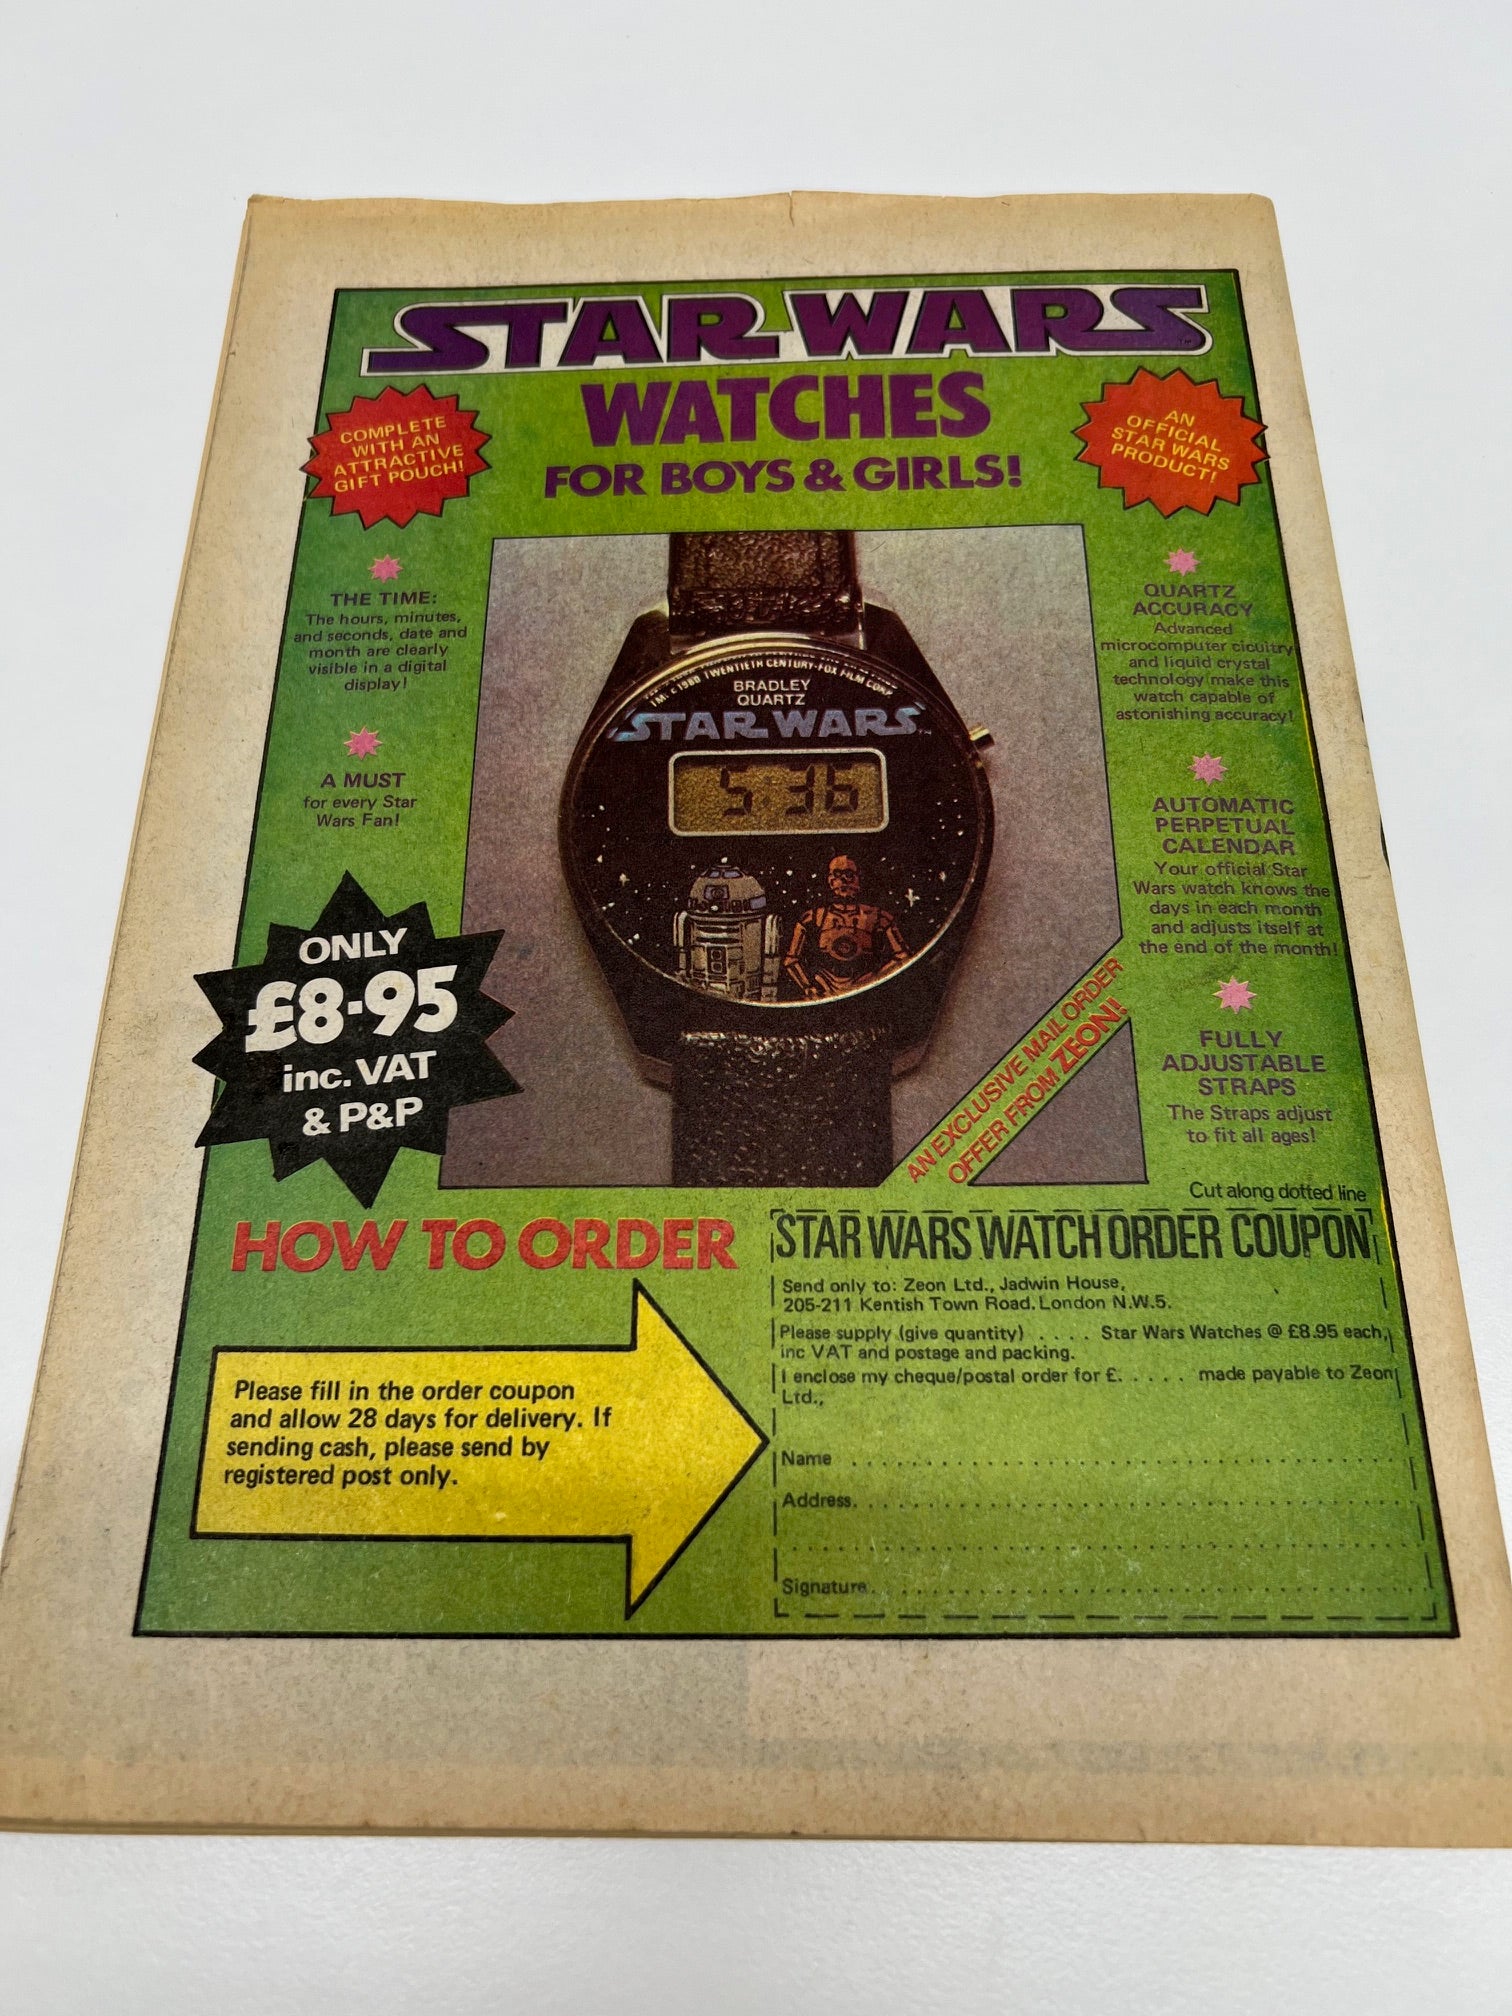 STAR WARS
WATCHES
FOR BOYS & GIRLS!
COMPLETE
WITH AN
ATTRACTIVE
GIFT POUCH!
AN
OFFICIAL
STAR WARS
PRODUCT!
THE TIME:
The hours, minutes,
and seconds, date and
month are clearly
visible in a digital
display!
A MUST
for every Star
Wars Fan!
ONLY
£8·95
inc. VAT
& P&P
TM: © 1980 TWENTIETH CENTURY-FOX FILM CORP
BRADLEY
QUARTZ
STAR WARS
5:36
AN EXCLUSIVE MAIL ORDER
OFFER FROM ZEON!
QUARTZ
ACCURACY
Advanced
microcomputer cicuitry
and liquid crystal
technology make this
watch capable of
astonishing accuracy!
AUTOMATIC
PERPETUAL
CALENDAR
Your official Star
Wars watch knows the
days in each month
and adjusts itself at
the end of the month!
FULLY
ADJUSTABLE
STRAPS
The Straps adjust
to fit all ages!
HOW TO ORDER
Please fill in the order coupon
and allow 28 days for delivery. If
sending cash, please send by
registered post only.
Cut along dotted line
STAR WARS WATCH ORDER COUPON
Send only to: Zeon Ltd., Jadwin House,
205-211 Kentish Town Road. London N.W.5.
Please supply (give quantity) . . . . Star Wars Watches @ £8.95 each,
inc VAT and postage and packing.
I enclose my cheque/postal order for £. . . . . made payable to Zeon
Ltd.,
Name
Address
Signature